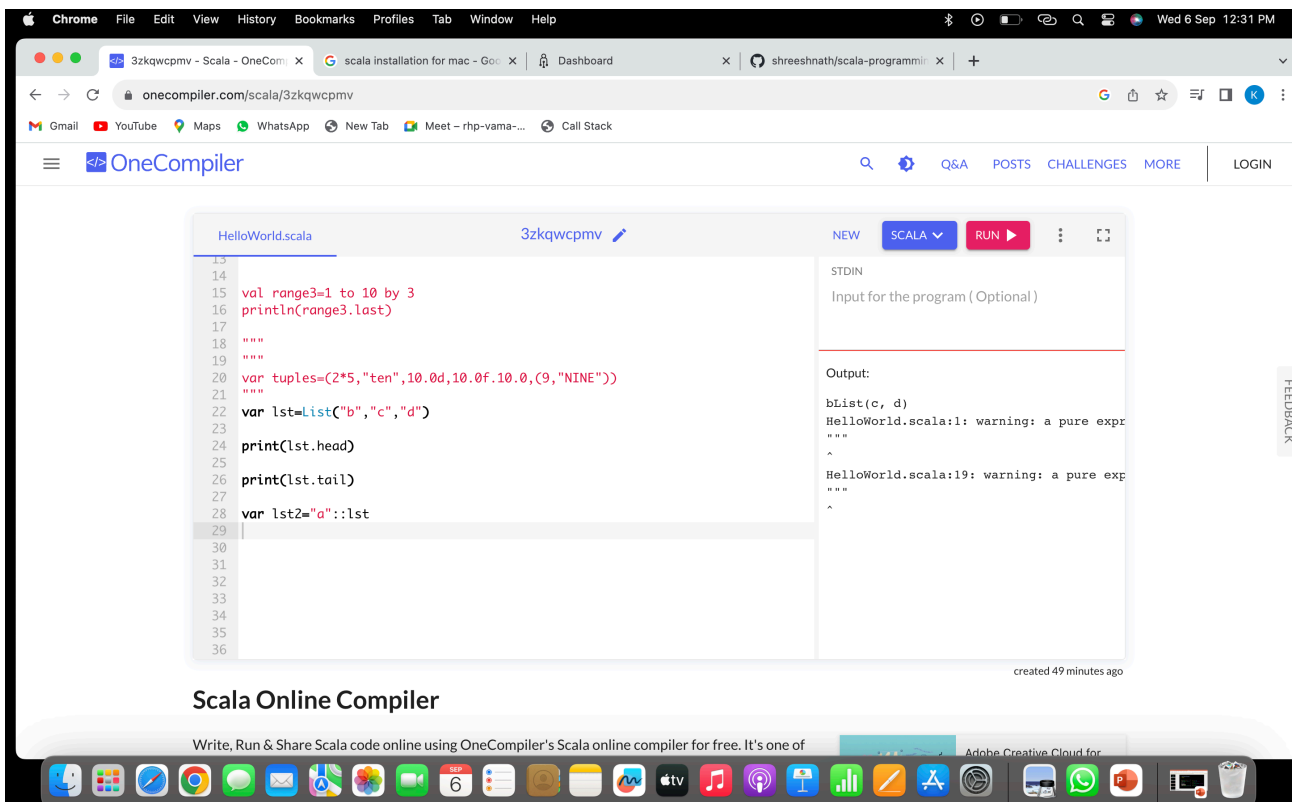 Chrome File Edit View History Bookmarks Profiles Tab Window Help Wed 6 Sep 12:31 PM
3zkqwcpmv - Scala - OneComp scala installation for mac - Goo Dashboard shreeshnath/scala-programmin
onecompiler.com/scala/3zkqwcpmv K
Gmail YouTube Maps WhatsApp New Tab Meet – rhp-vama-... Call Stack
</> OneCompiler Q&A POSTS CHALLENGES MORE LOGIN
HelloWorld.scala 3zkqwcpmv NEW SCALA RUN
13
14
15 val range3=1 to 10 by 3
16 println(range3.last)
17
18 """
19 """
20 var tuples=(2*5,"ten",10.0d,10.0f.10.0,(9,"NINE"))
21 """
22 var lst=List("b","c","d")
23
24 print(lst.head)
25
26 print(lst.tail)
27
28 var lst2="a"::lst
29
30
31
32
33
34
35
36
STDIN
Input for the program ( Optional )
Output:
bList(c, d)
HelloWorld.scala:1: warning: a pure expr
"""
^
HelloWorld.scala:19: warning: a pure exp
"""
^
FEEDBACK
created 49 minutes ago
Scala Online Compiler
Write, Run & Share Scala code online using OneCompiler's Scala online compiler for free. It's one of
Adobe Creative Cloud for
SEP
6
tv